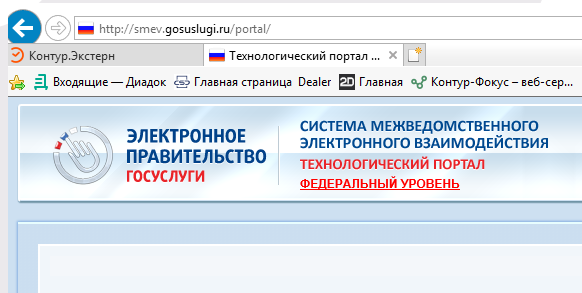 http://smev.gosuslugi.ru/portal/
Контур.Экстерн
Технологический портал ...
Входящие — Диадок
Главная страница Dealer
2D Главная
Контур-Фокус – веб-сер...
ЭЛЕКТРОННОЕ
ПРАВИТЕЛЬСТВО
ГОСУСЛУГИ
СИСТЕМА МЕЖВЕДОМСТВЕННОГО
ЭЛЕКТРОННОГО ВЗАИМОДЕЙСТВИЯ
ТЕХНОЛОГИЧЕСКИЙ ПОРТАЛ
ФЕДЕРАЛЬНЫЙ УРОВЕНЬ